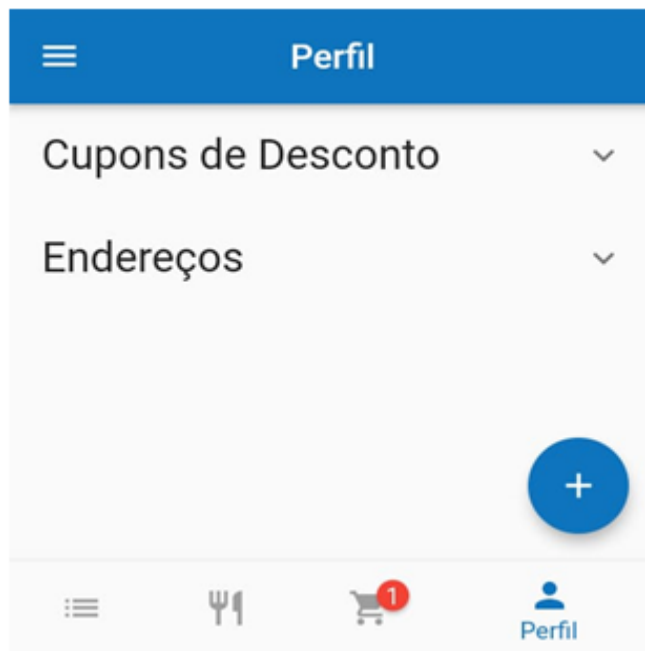 Perfil
Cupons de Desconto
Endereços
+
1
Perfil